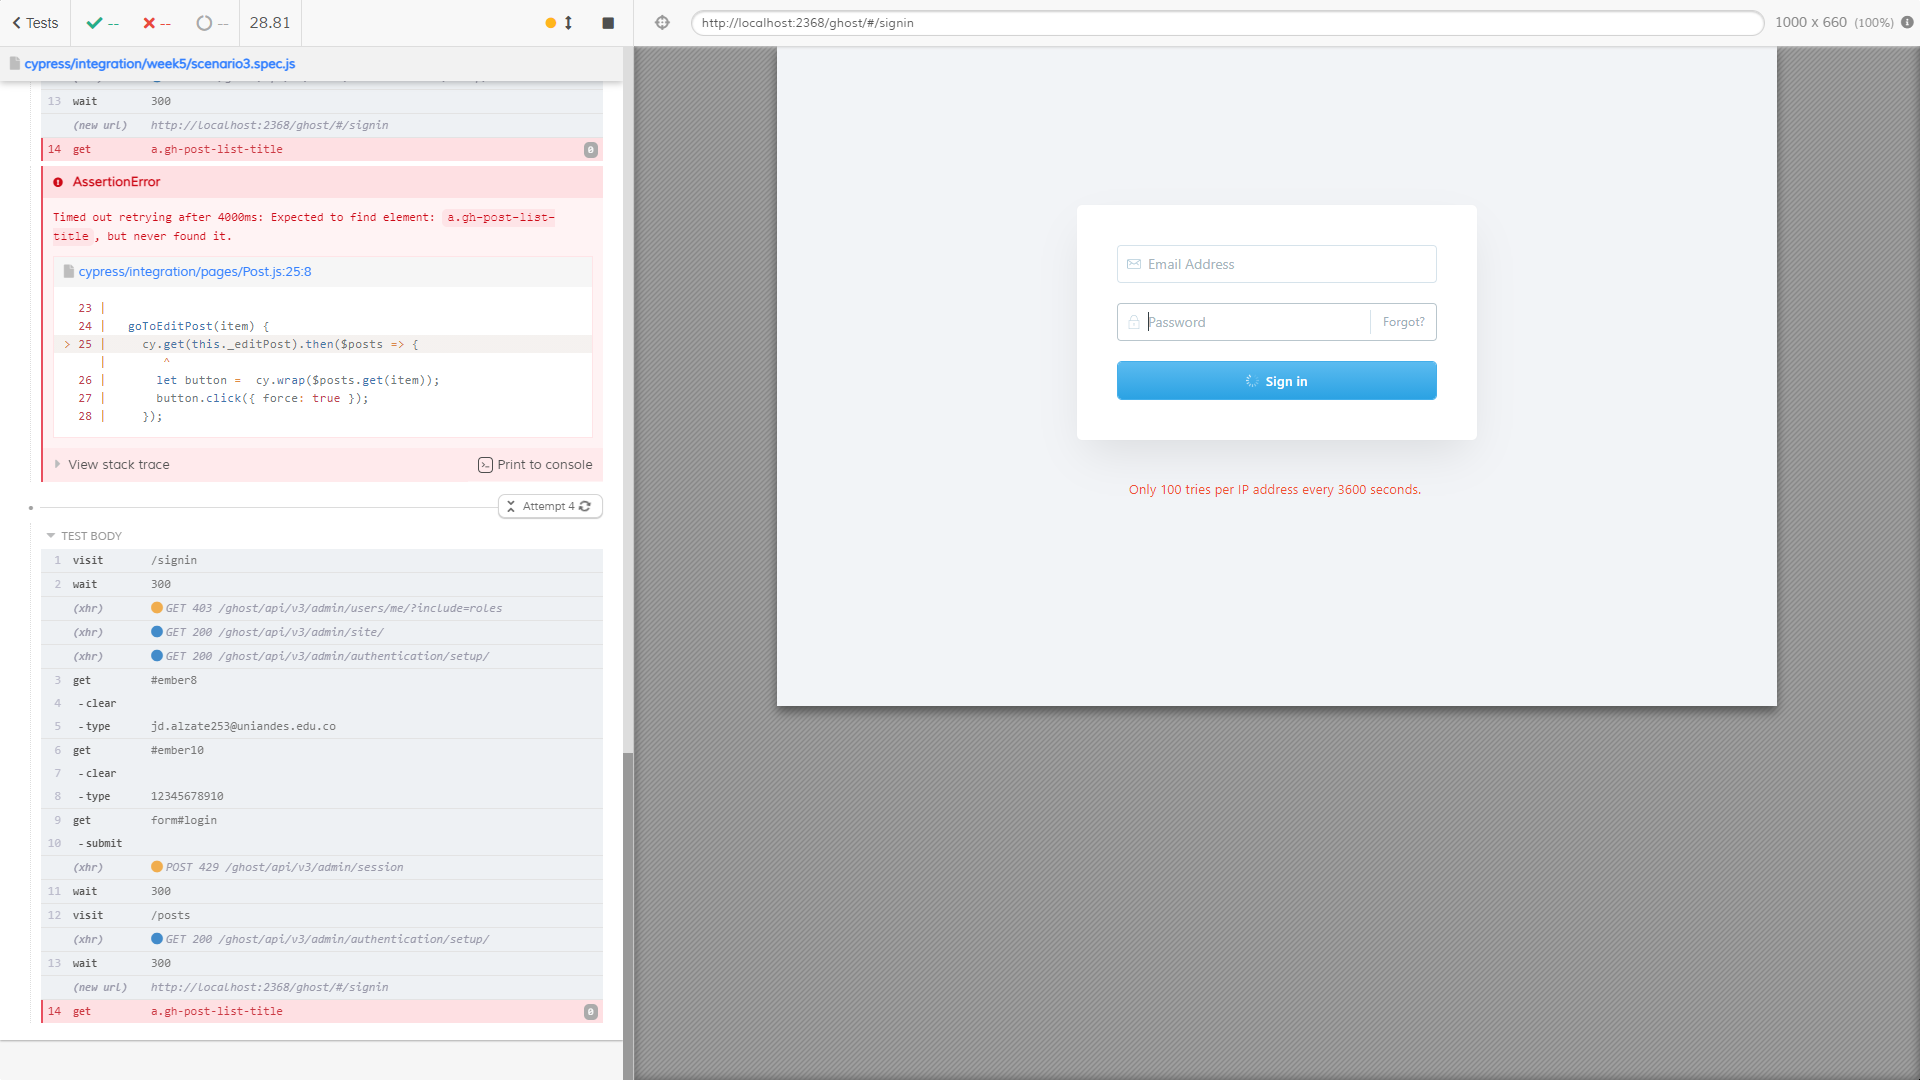 Tests -- -- -- 28.81
http://localhost:2368/ghost/#/signin 1000 x 660 (100%)
cypress/integration/week5/scenario3.spec.js
13 wait 300
(new url) http://localhost:2368/ghost/#/signin
14 get a.gh-post-list-title 0
AssertionError
Timed out retrying after 4000ms: Expected to find element: a.gh-post-list-
title , but never found it.
cypress/integration/pages/Post.js:25:8
23 |
24 | goToEditPost(item) {
> 25 | cy.get(this._editPost).then($posts => {
| ^
26 | let button = cy.wrap($posts.get(item));
27 | button.click({ force: true });
28 | });
View stack trace Print to console
Attempt 4
TEST BODY
1 visit /signin
2 wait 300
(xhr) GET 403 /ghost/api/v3/admin/users/me/?include=roles
(xhr) GET 200 /ghost/api/v3/admin/site/
(xhr) GET 200 /ghost/api/v3/admin/authentication/setup/
3 get #ember8
4 -clear
5 -type jd.alzate253@uniandes.edu.co
6 get #ember10
7 -clear
8 -type 12345678910
9 get form#login
10 -submit
(xhr) POST 429 /ghost/api/v3/admin/session
11 wait 300
12 visit /posts
(xhr) GET 200 /ghost/api/v3/admin/authentication/setup/
13 wait 300
(new url) http://localhost:2368/ghost/#/signin
14 get a.gh-post-list-title 0
Email Address
Password Forgot?
Sign in
Only 100 tries per IP address every 3600 seconds.